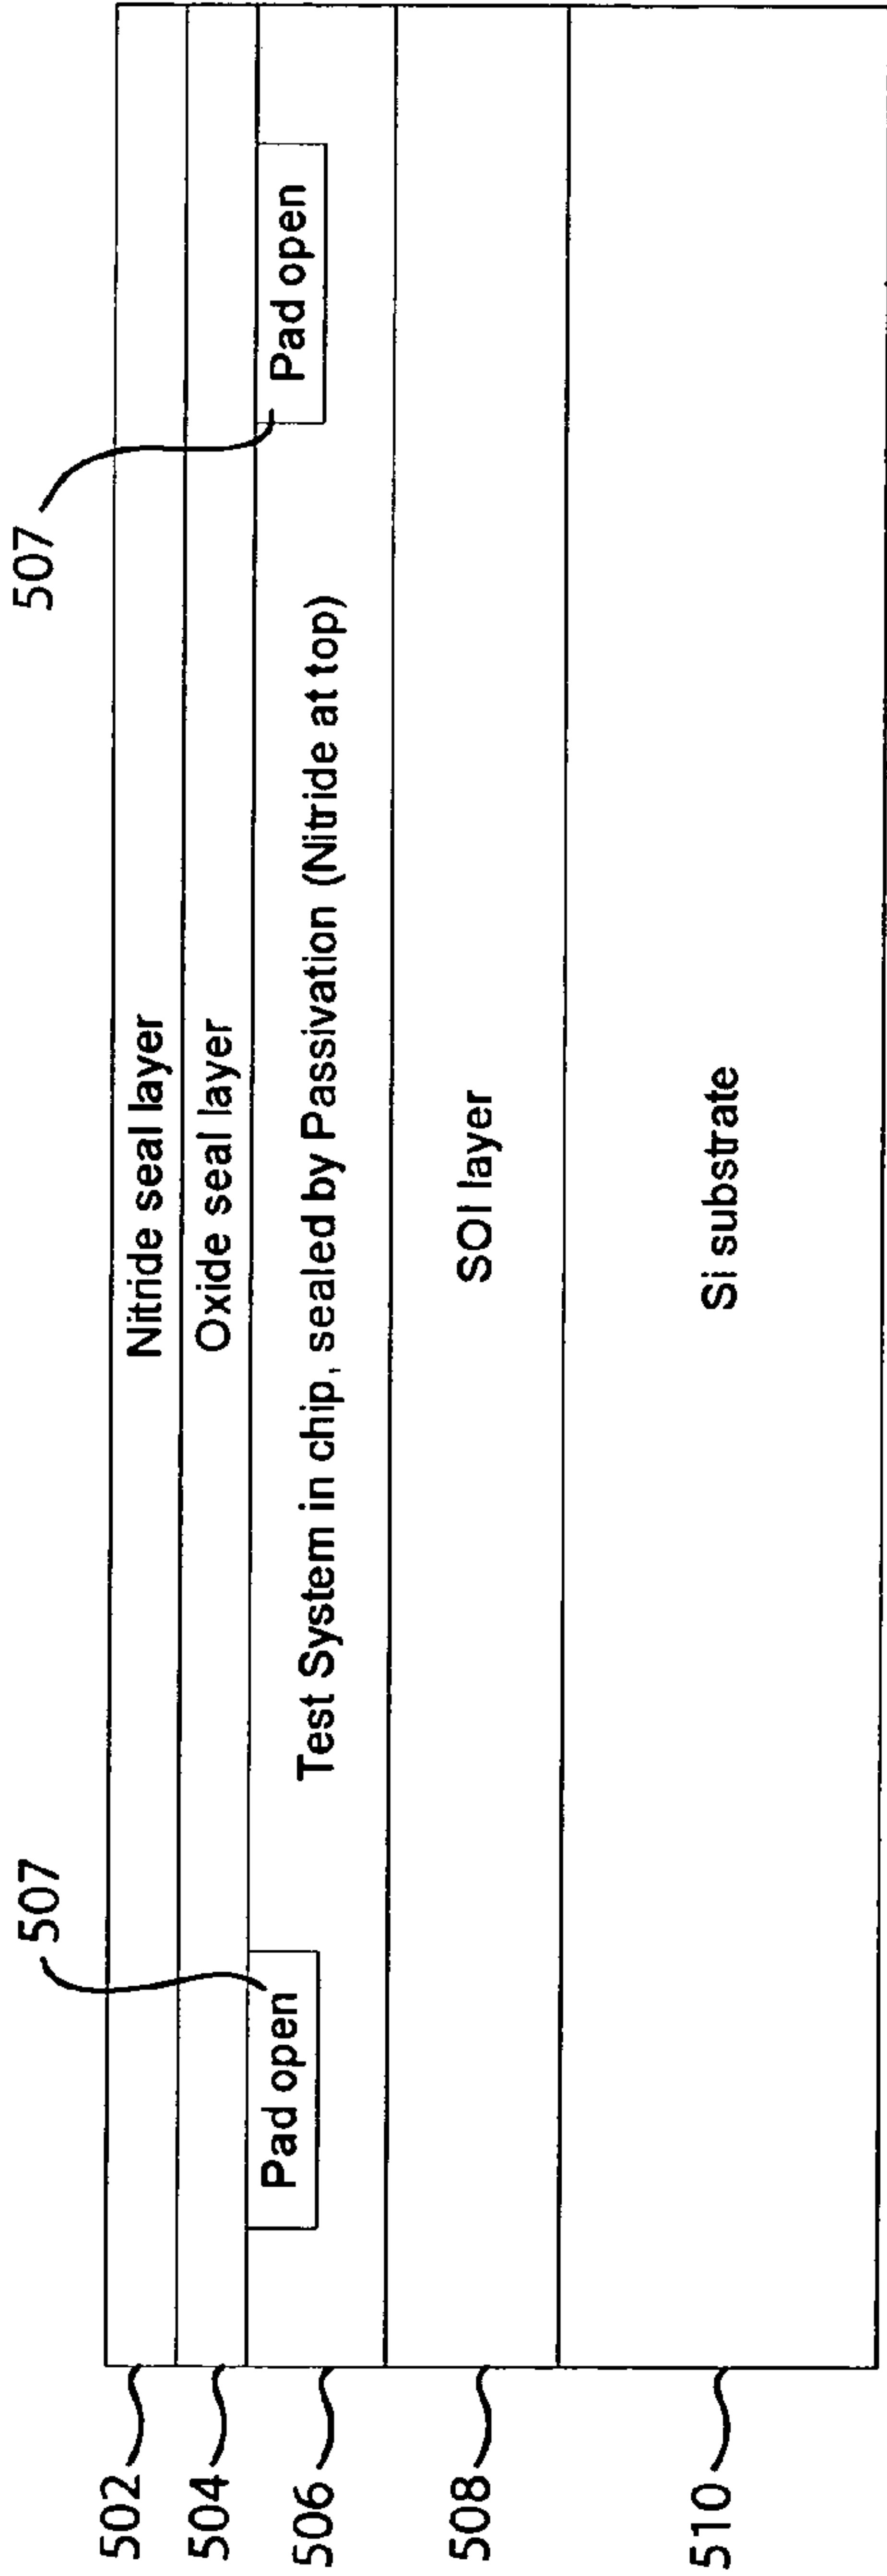 507
507
502
Nitride seal layer
504
Oxide seal layer
Pad open
Pad open
506
Test System in chip, sealed by Passivation (Nitride at top)
508
SOI layer
510
Si substrate